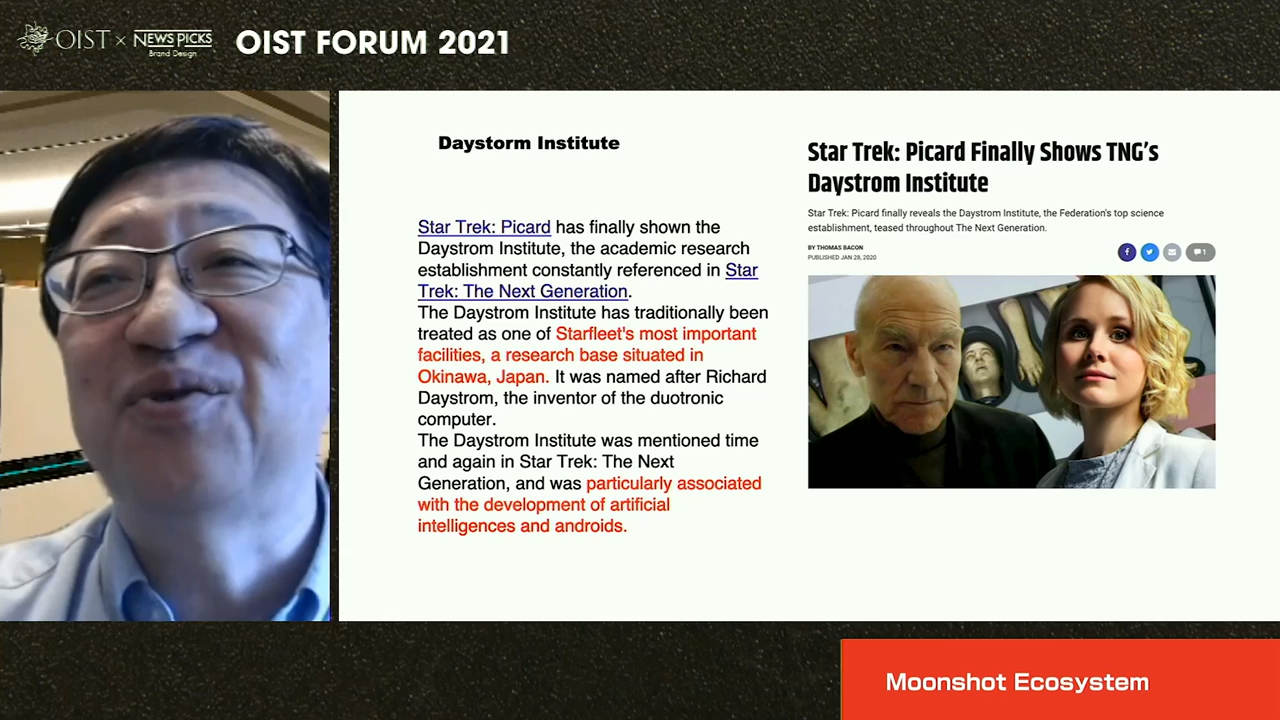 OIST × NEWSPICKS
Brand Design
OIST FORUM 2021
Daystorm Institute
Star Trek: Picard has finally shown the
Daystrom Institute, the academic research
establishment constantly referenced in Star
Trek: The Next Generation.
The Daystrom Institute has traditionally been
treated as one of Starfleet's most important
facilities, a research base situated in
Okinawa, Japan. It was named after Richard
Daystrom, the inventor of the duotronic
computer.
The Daystrom Institute was mentioned time
and again in Star Trek: The Next
Generation, and was particularly associated
with the development of artificial
intelligences and androids.
Star Trek: Picard Finally Shows TNG's
Daystrom Institute
Star Trek: Picard finally reveals the Daystrom Institute, the Federation's top science
establishment, teased throughout The Next Generation.
BY THOMAS BACON
PUBLISHED JAN 28, 2020
1
Moonshot Ecosystem